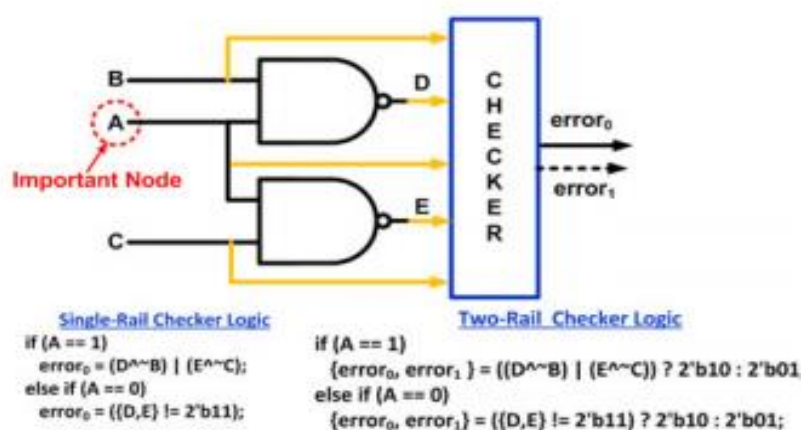 B
D
A
Important Node
E
C
CHECKER
error₀
error₁
Single-Rail Checker Logic
if (A == 1)
error₀ = (D^~B) | (E^~C);
else if (A == 0)
error₀ = ({D,E} != 2'b11);
Two-Rail Checker Logic
if (A == 1)
{error₀, error₁ } = ((D^~B) | (E^~C)) ? 2'b10 : 2'b01
else if (A == 0)
{error₀, error₁} = ({D,E} != 2'b11) ? 2'b10 : 2'b01;